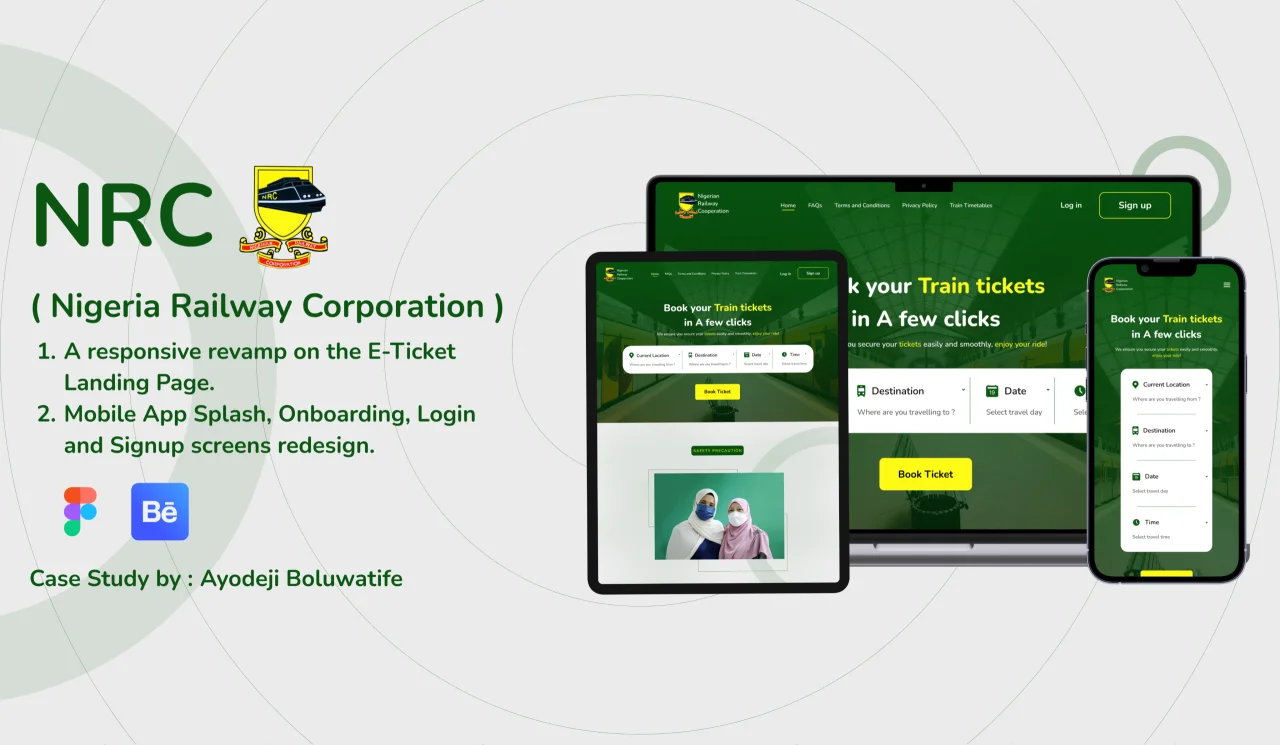 NRC
NRC
NIGERIAN RAILWAY
CORPORATION
( Nigeria Railway Corporation )
1. A responsive revamp on the E-Ticket
Landing Page.
2. Mobile App Splash, Onboarding, Login
and Signup screens redesign.
Bē
Case Study by : Ayodeji Boluwatife
Nigerian
Railway
Cooperation
Home FAQs Terms and Conditions Privacy Policy Train Timetables
Log in Sign up
k your Train tickets
in A few clicks
ou secure your tickets easily and smoothly, enjoy your ride!
Destination Date
Where are you travelling to ? Select travel day Sele
Book Ticket
Nigerian
Railway
Cooperation
Home FAQs Terms and Conditions Privacy Policy Train Timetables Log in Sign up
Book your Train tickets
in A few clicks
We ensure you secure your tickets easily and smoothly, enjoy your ride!
Current Location Destination Date Time
Where are you travelling from ? Where are you travelling to ? Select travel day Select travel time
Book Ticket
SAFETY PRECAUTION
Nigerian
Railway
Cooperation
Book your Train tickets
in A few clicks
We ensure you secure your tickets easily and smoothly,
enjoy your ride!
Current Location
Where are you travelling from ?
Destination
Where are you travelling to ?
Date
Select travel day
Time
Select travel time